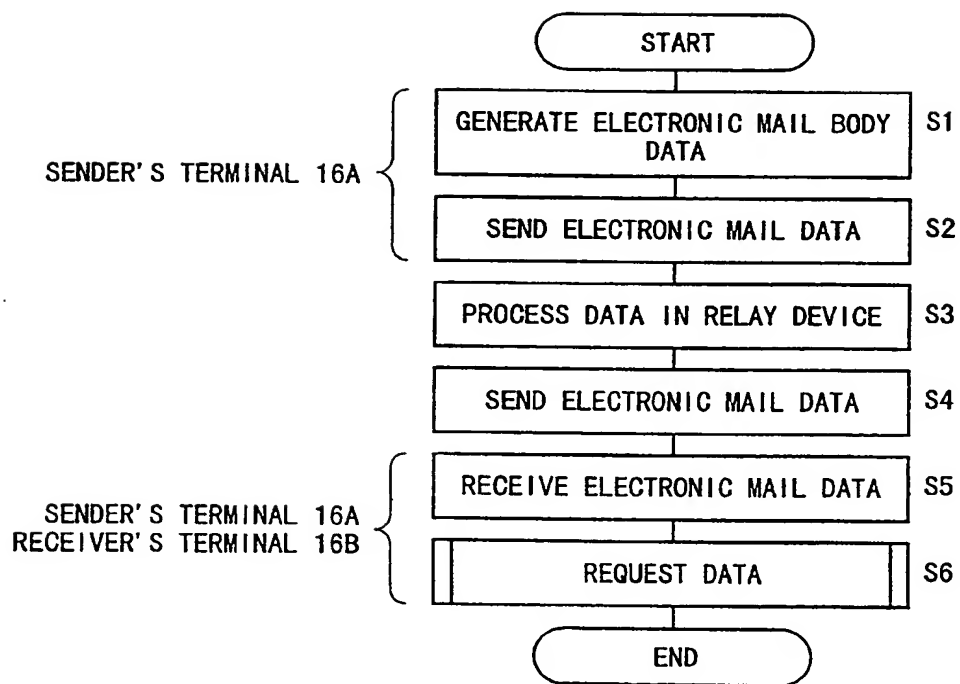 START
GENERATE ELECTRONIC MAIL BODY
DATA
S1
SENDER'S TERMINAL 16A
SEND ELECTRONIC MAIL DATA
S2
PROCESS DATA IN RELAY DEVICE
S3
SEND ELECTRONIC MAIL DATA
S4
RECEIVE ELECTRONIC MAIL DATA
S5
SENDER'S TERMINAL 16A
RECEIVER'S TERMINAL 16B
REQUEST DATA
S6
END